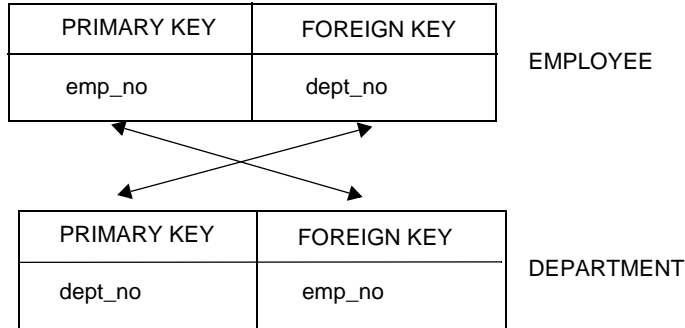 PRIMARY KEY FOREIGN KEY
EMPLOYEE
emp_no dept_no
PRIMARY KEY FOREIGN KEY
DEPARTMENT
dept_no emp_no